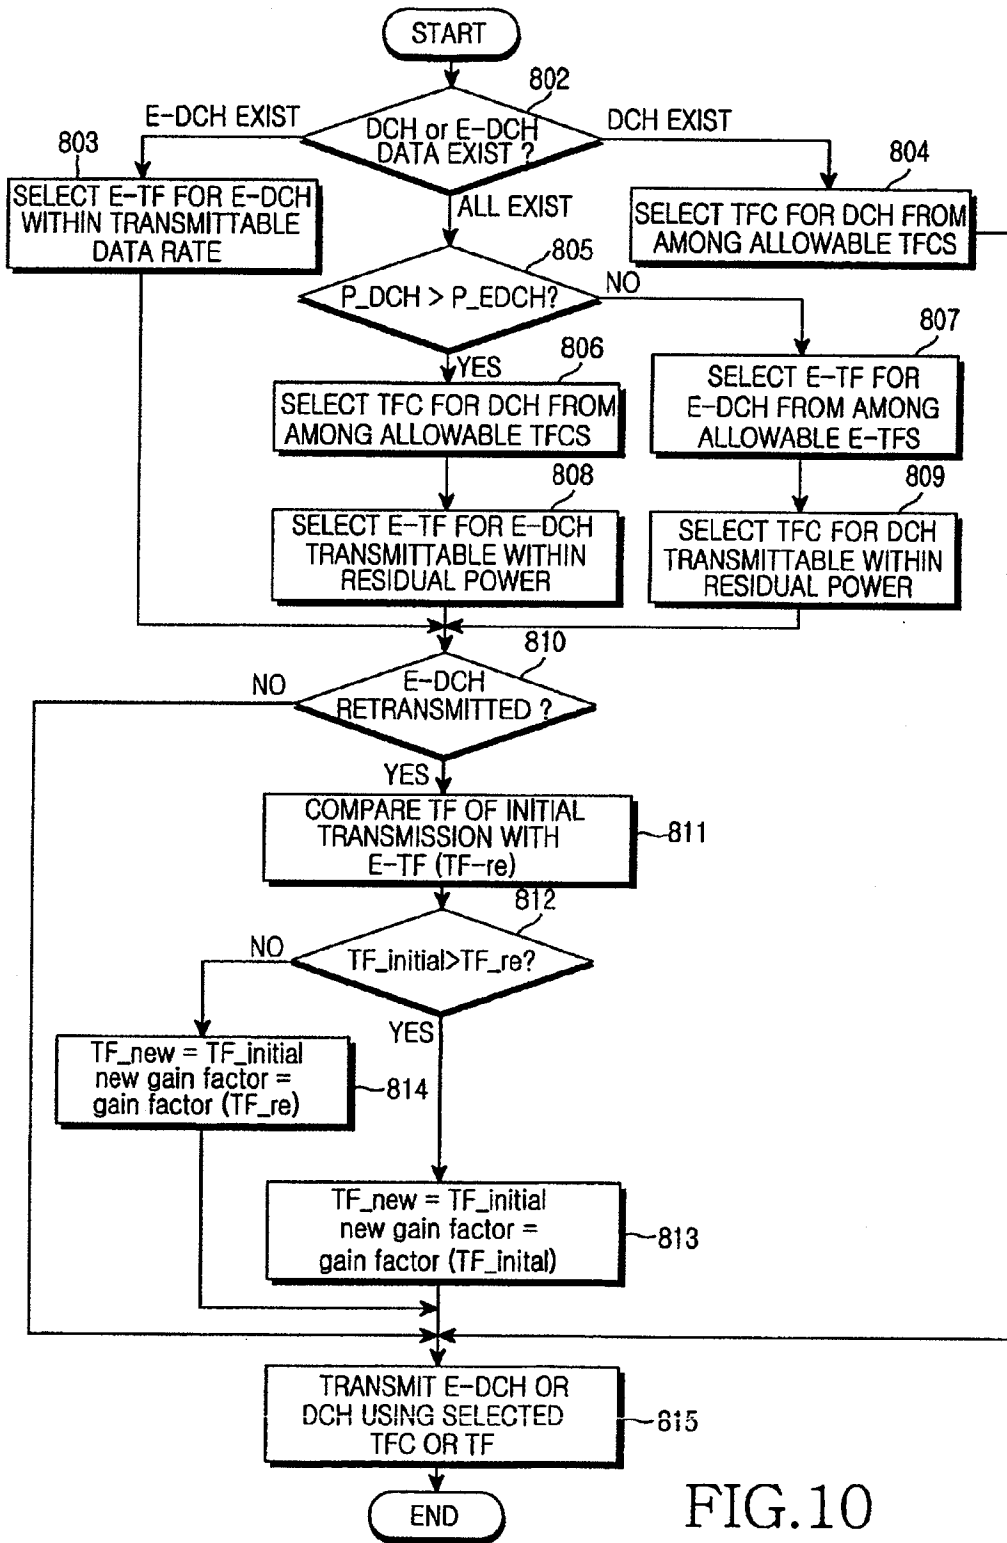 START
802
E-DCH EXIST
DCH or E-DCH
DATA EXIST ?
DCH EXIST
803
SELECT E-TF FOR E-DCH
WITHIN TRANSMITTABLE
DATA RATE
804
SELECT TFC FOR DCH FROM
AMONG ALLOWABLE TFCS
ALL EXIST
805
P_DCH > P_EDCH?
NO
YES
806
SELECT TFC FOR DCH FROM
AMONG ALLOWABLE TFCS
807
SELECT E-TF FOR
E-DCH FROM AMONG
ALLOWABLE E-TFS
808
SELECT E-TF FOR E-DCH
TRANSMITTABLE WITHIN
RESIDUAL POWER
809
SELECT TFC FOR DCH
TRANSMITTABLE WITHIN
RESIDUAL POWER
810
NO
E-DCH
RETRANSMITTED ?
YES
COMPARE TF OF INITIAL
TRANSMISSION WITH
E-TF (TF-re)
811
812
NO
TF_initial>TF_re?
YES
TF_new = TF_initial
new gain factor =
gain factor (TF_re)
814
TF_new = TF_initial
new gain factor =
gain factor (TF_inital)
813
TRANSMIT E-DCH OR
DCH USING SELECTED
TFC OR TF
815
END
FIG.10